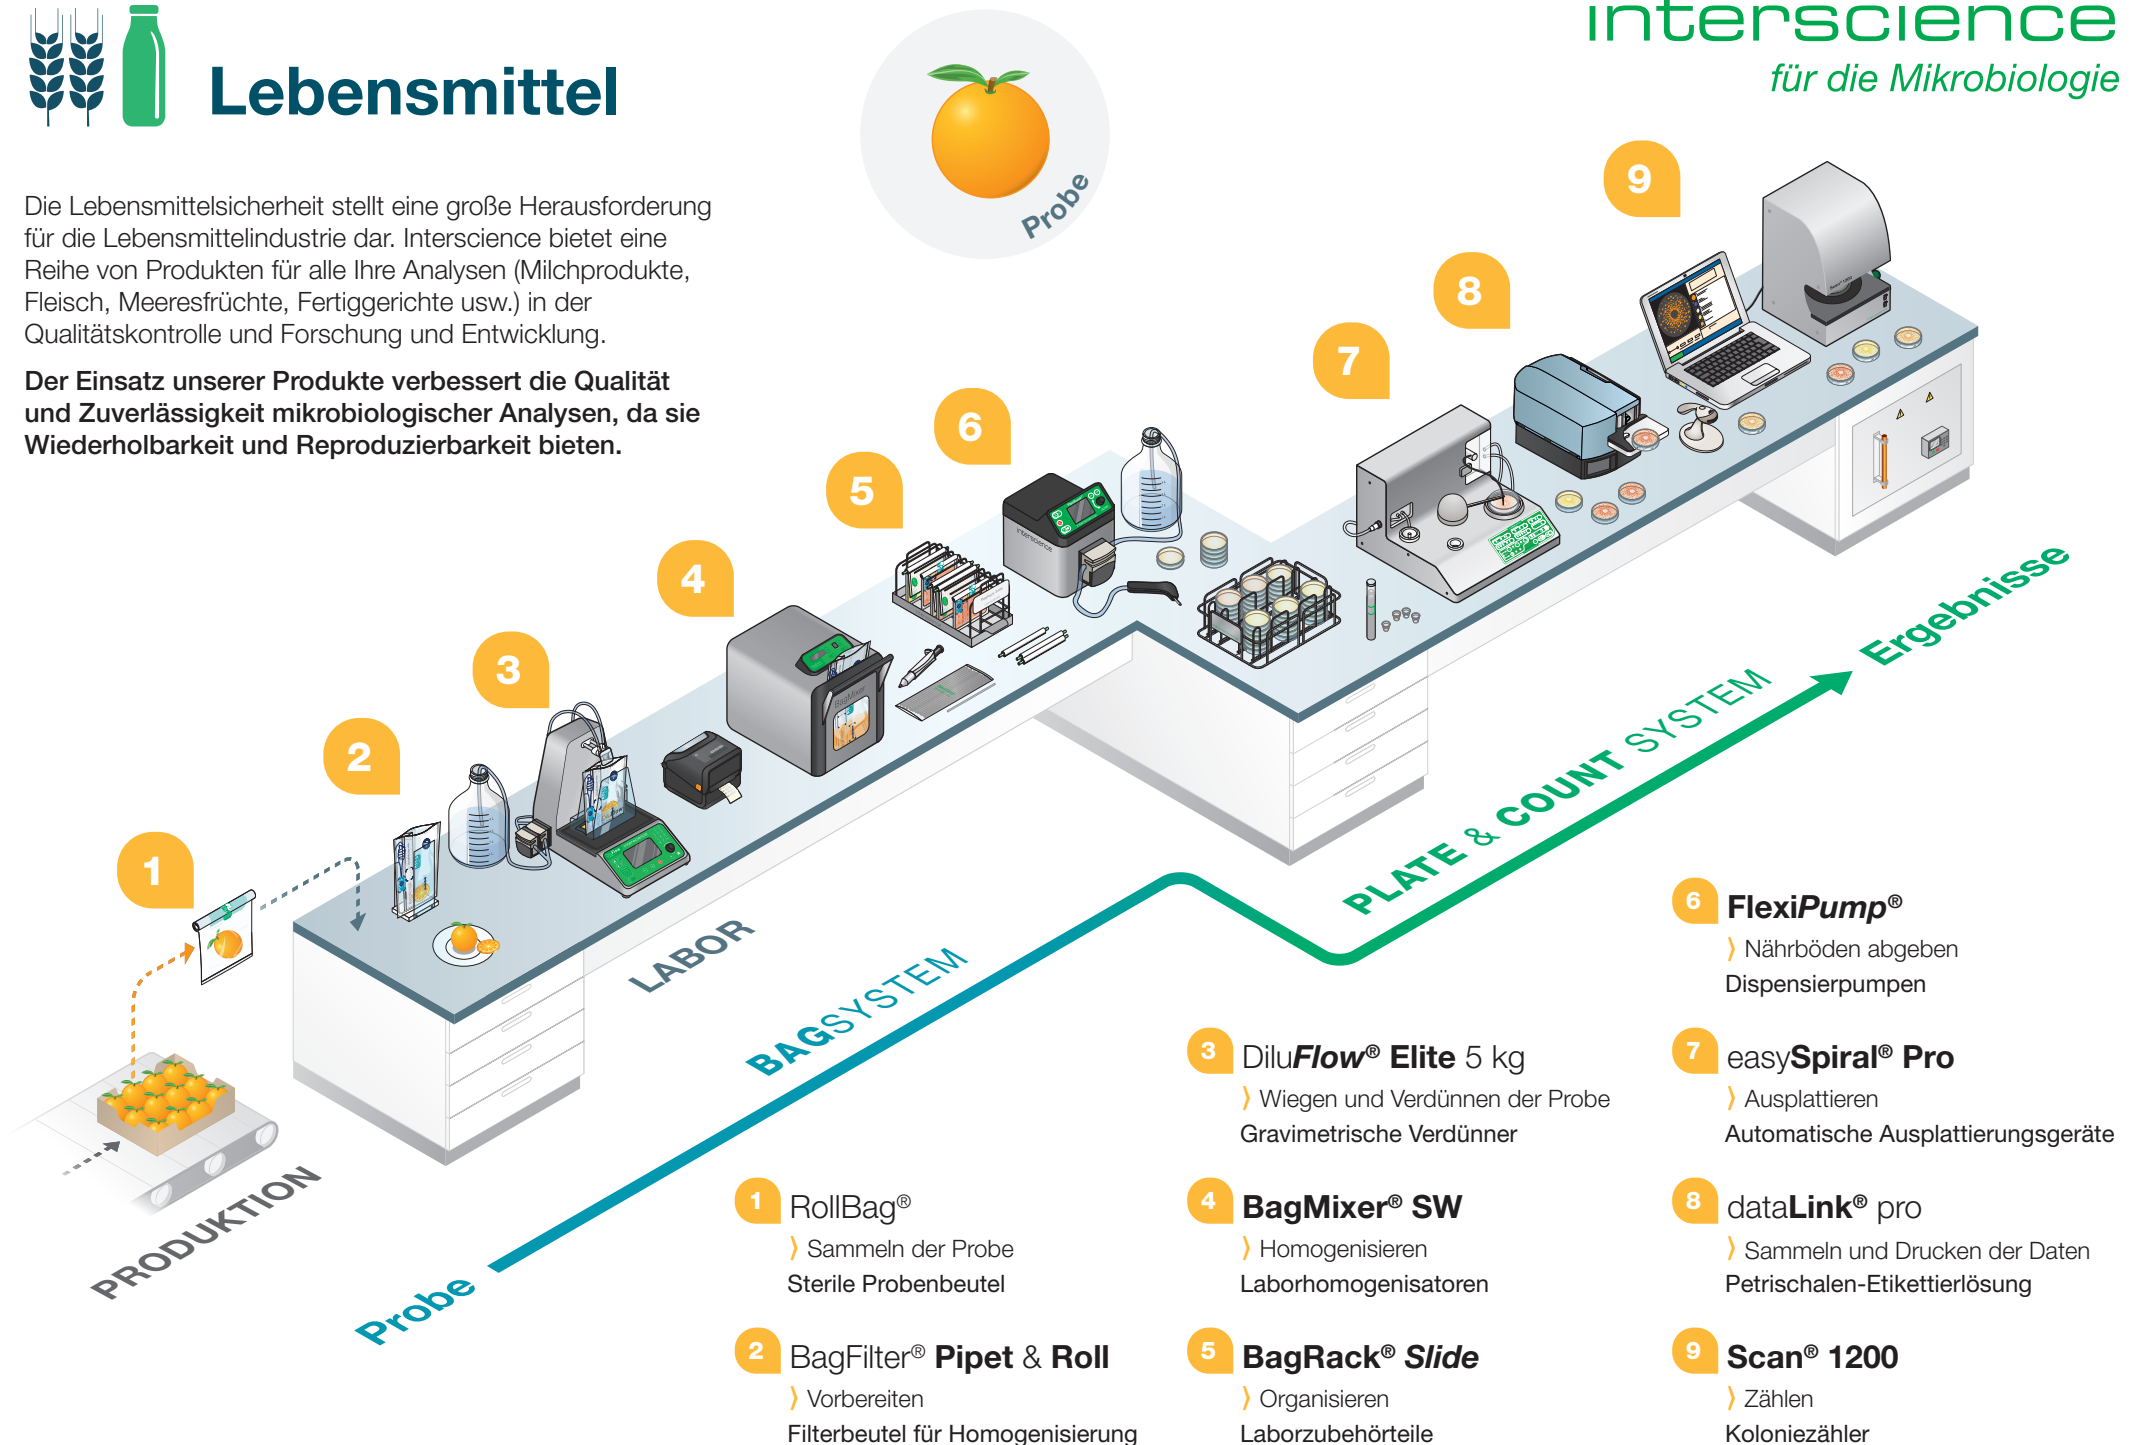 Lebensmittel
interscience
für die Mikrobiologie
Probe
Die Lebensmittelsicherheit stellt eine große Herausforderung
für die Lebensmittelindustrie dar. Interscience bietet eine
Reihe von Produkten für alle Ihre Analysen (Milchprodukte,
Fleisch, Meeresfrüchte, Fertiggerichte usw.) in der
Qualitätskontrolle und Forschung und Entwicklung.
Der Einsatz unserer Produkte verbessert die Qualität
und Zuverlässigkeit mikrobiologischer Analysen, da sie
Wiederholbarkeit und Reproduzierbarkeit bieten.
1
2
3
4
5
6
7
8
9
interscience
BagMixer
PRODUKTION
LABOR
Probe
BAGSYSTEM
PLATE & COUNT SYSTEM
Ergebnisse
1 RollBag®
⟩ Sammeln der Probe
Sterile Probenbeutel
2 BagFilter® Pipet & Roll
⟩ Vorbereiten
Filterbeutel für Homogenisierung
3 DiluFlow® Elite 5 kg
⟩ Wiegen und Verdünnen der Probe
Gravimetrische Verdünner
4 BagMixer® SW
⟩ Homogenisieren
Laborhomogenisatoren
5 BagRack® Slide
⟩ Organisieren
Laborzubehörteile
6 FlexiPump®
⟩ Nährböden abgeben
Dispensierpumpen
7 easySpiral® Pro
⟩ Ausplattieren
Automatische Ausplattierungsgeräte
8 dataLink® pro
⟩ Sammeln und Drucken der Daten
Petrischalen-Etikettierlösung
9 Scan® 1200
⟩ Zählen
Koloniezähler